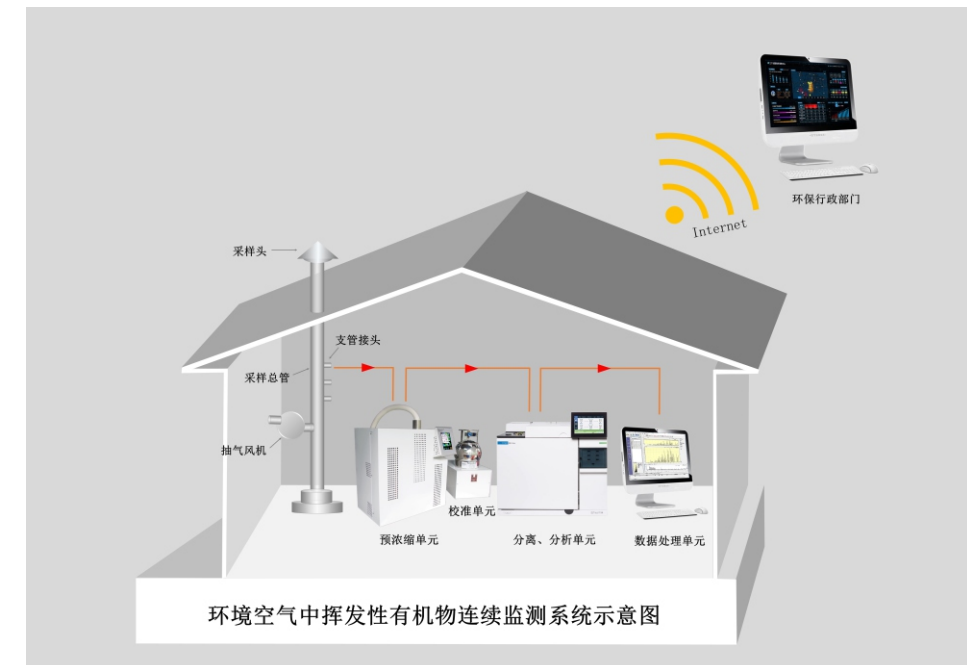 环保行政部门
Internet
采样头
支管接头
采样总管
抽气风机
校准单元
预浓缩单元
分离、分析单元
数据处理单元
环境空气中挥发性有机物连续监测系统示意图